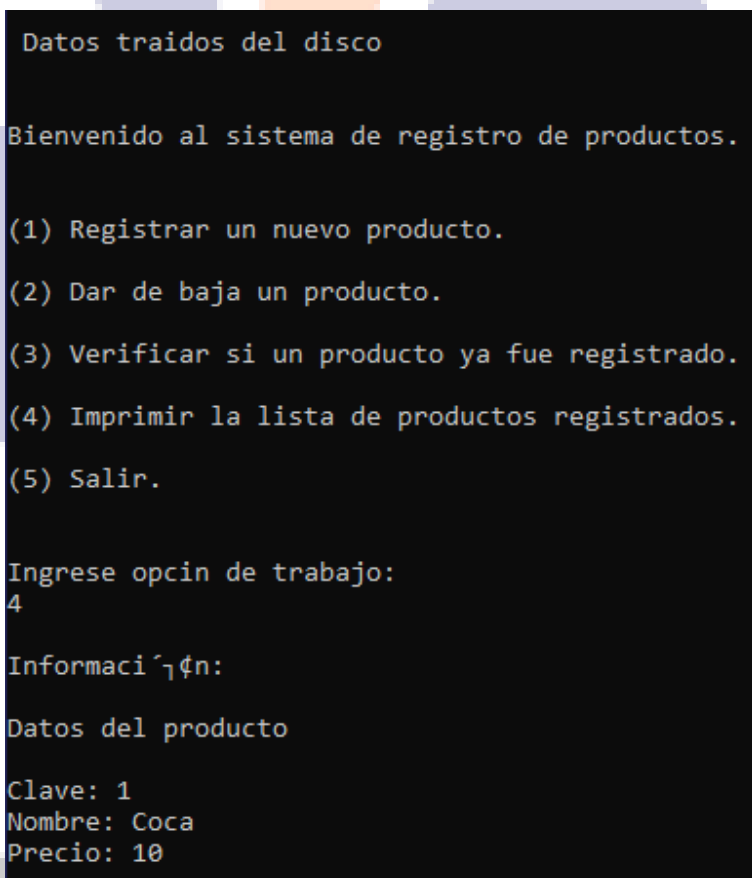 Datos traidos del disco
Bienvenido al sistema de registro de productos.
(1) Registrar un nuevo producto.
(2) Dar de baja un producto.
(3) Verificar si un producto ya fue registrado.
(4) Imprimir la lista de productos registrados.
(5) Salir.
Ingrese opcin de trabajo:
4
Informaci´┐¢n:
Datos del producto
Clave: 1
Nombre: Coca
Precio: 10